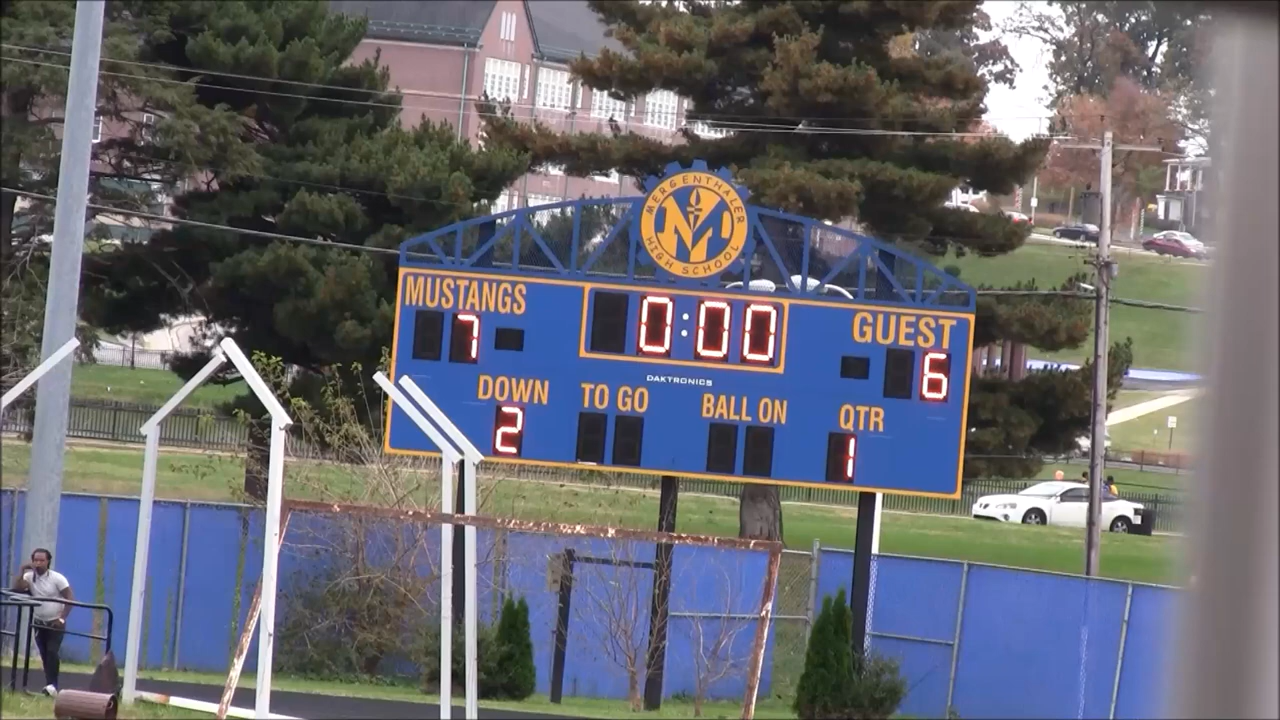 MERGENTHALER
M
HIGH SCHOOL
MUSTANGS
7
0:00
GUEST
6
DAKTRONICS
DOWN
2
TO GO
BALL ON
QTR
1